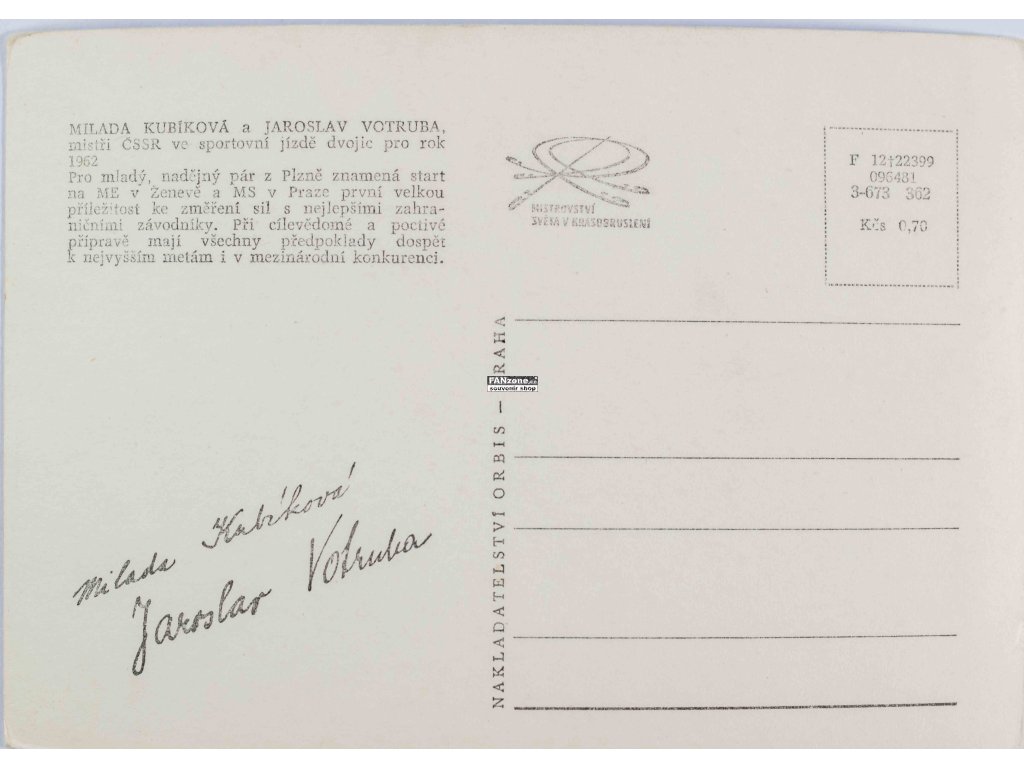 MILADA KUBÍKOVÁ a JAROSLAV VOTRUBA,
mistři ČSSR ve sportovní jízdě dvojic pro rok
1962
Pro mladý, nadějný pár z Plzně znamená start
na ME v Ženevě a MS v Praze první velkou
příležitost ke změření sil s nejlepšími zahra-
ničními závodníky. Při cílevědomé a poctivé
přípravě mají všechny předpoklady dospět
k nejvyšším metám i v mezinárodní konkurenci.
MISTROVSTVÍ
SVĚTA V KRASOBRUSLENÍ
F 12†22399
096481
3-673 362
Kčs 0,70
NAKLADATELSTVÍ ORBIS — PRAHA
FANzone.cz
souvenir shop
Milada Kubíková
Jaroslav Votruba